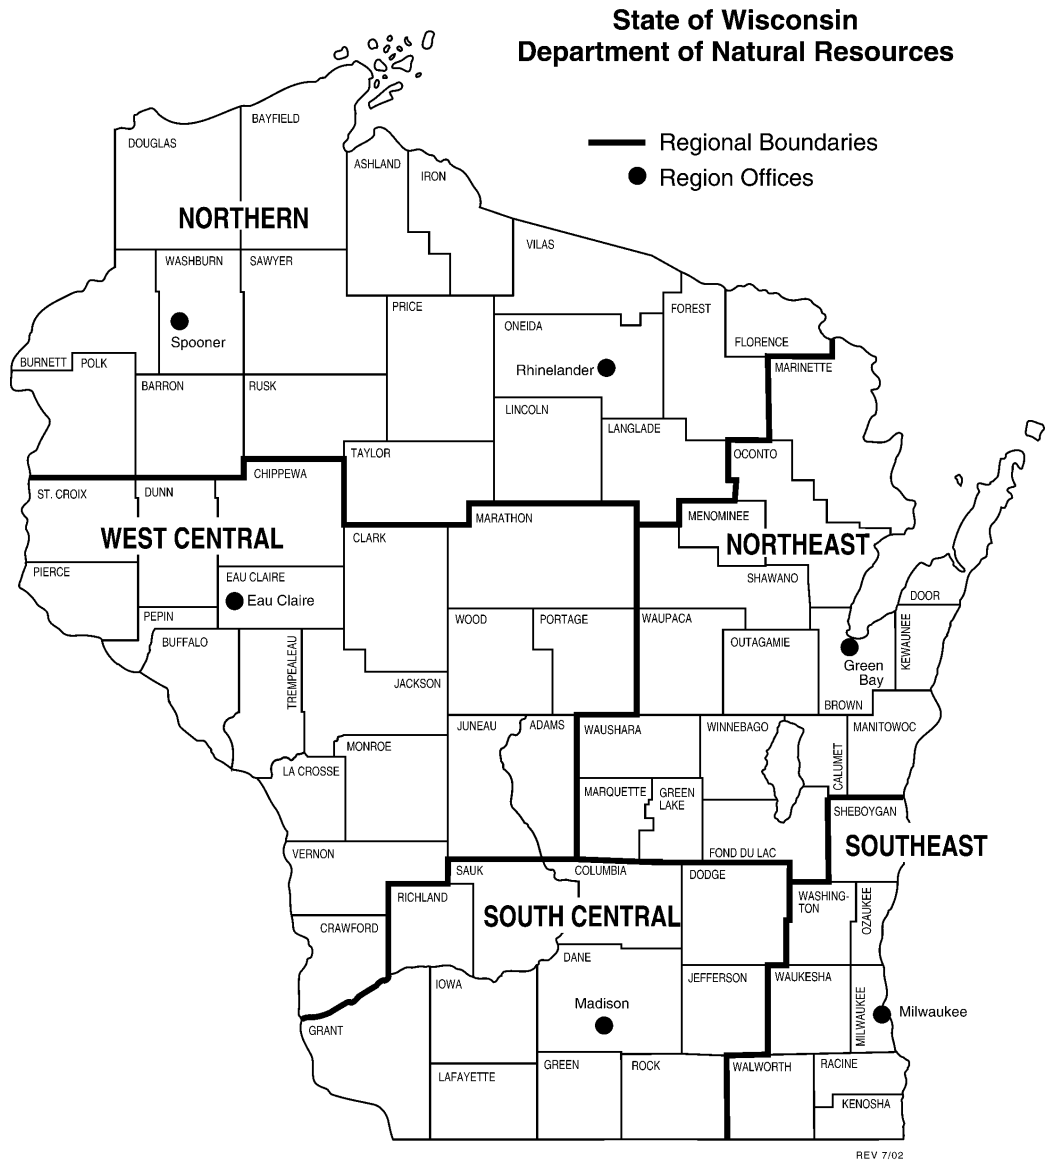 State of Wisconsin
Department of Natural Resources
Regional Boundaries
Region Offices
BAYFIELD
DOUGLAS
ASHLAND
IRON
NORTHERN
VILAS
WASHBURN
SAWYER
PRICE
FOREST
ONEIDA
Spooner
FLORENCE
BURNETT
POLK
MARINETTE
Rhinelander
BARRON
RUSK
LINCOLN
LANGLADE
TAYLOR
OCONTO
CHIPPEWA
ST. CROIX
DUNN
MENOMINEE
MARATHON
WEST CENTRAL
CLARK
NORTHEAST
PIERCE
EAU CLAIRE
SHAWANO
Eau Claire
DOOR
PEPIN
WOOD
PORTAGE
WAUPACA
BUFFALO
OUTAGAMIE
KEWAUNEE
TREMPEALEAU
Green
Bay
JACKSON
BROWN
JUNEAU
ADAMS
WAUSHARA
WINNEBAGO
MANITOWOC
MONROE
CALUMET
LA CROSSE
MARQUETTE
GREEN
LAKE
SHEBOYGAN
SOUTHEAST
VERNON
FOND DU LAC
SAUK
COLUMBIA
DODGE
RICHLAND
WASHING-
TON
OZAUKEE
SOUTH CENTRAL
CRAWFORD
DANE
IOWA
JEFFERSON
WAUKESHA
Madison
MILWAUKEE
Milwaukee
GRANT
GREEN
ROCK
WALWORTH
RACINE
LAFAYETTE
KENOSHA
REV 7/02